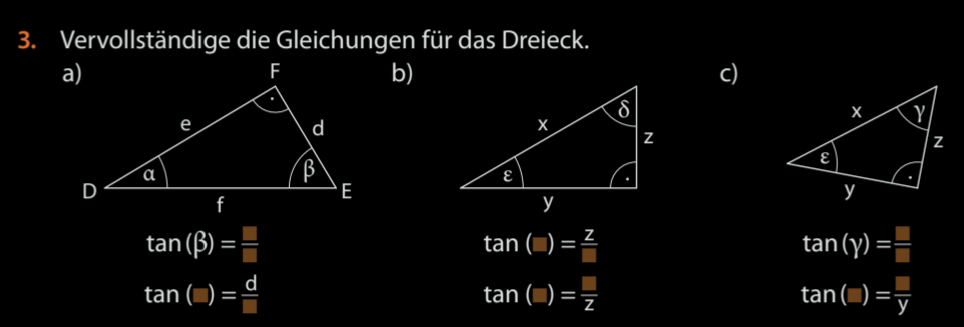 3. Vervollständige die Gleichungen für das Dreieck.
a) b) c)
F
e
d
α
β
D
E
f
x
δ
z
ε
y
x
γ
z
ε
y
tan(β) = ■/■
tan(■) = d/■
tan(■) = z/■
tan(■) = ■/z
tan(γ) = ■/■
tan(■) = ■/y